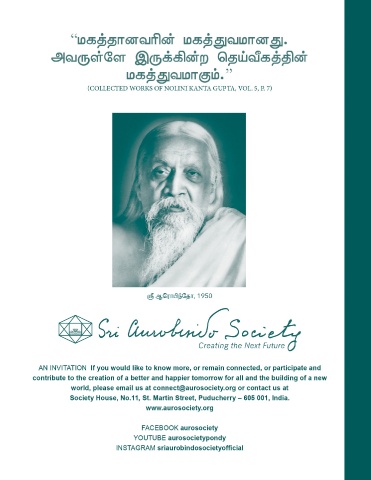 “மகத்தானவரின் மகத்துவமானது.
அவருள்ளே இருக்கின்ற தெய்வீகத்தின்
மகத்துவமாகும்.”
(COLLECTED WORKS OF NOLINI KANTA GUPTA, VOL. 5, P. 7)
ஸ்ரீ ஆரோபிந்தோ, 1950
Sri Aurobindo Society
Creating the Next Future
AN INVITATION If you would like to know more, or remain connected, or participate and
contribute to the creation of a better and happier tomorrow for all and the building of a new
world, please email us at connect@aurosociety.org or contact us at
Society House, No.11, St. Martin Street, Puducherry – 605 001, India.
www.aurosociety.org
FACEBOOK aurosociety
YOUTUBE aurosocietypondy
INSTAGRAM sriaurobindosocietyofficial